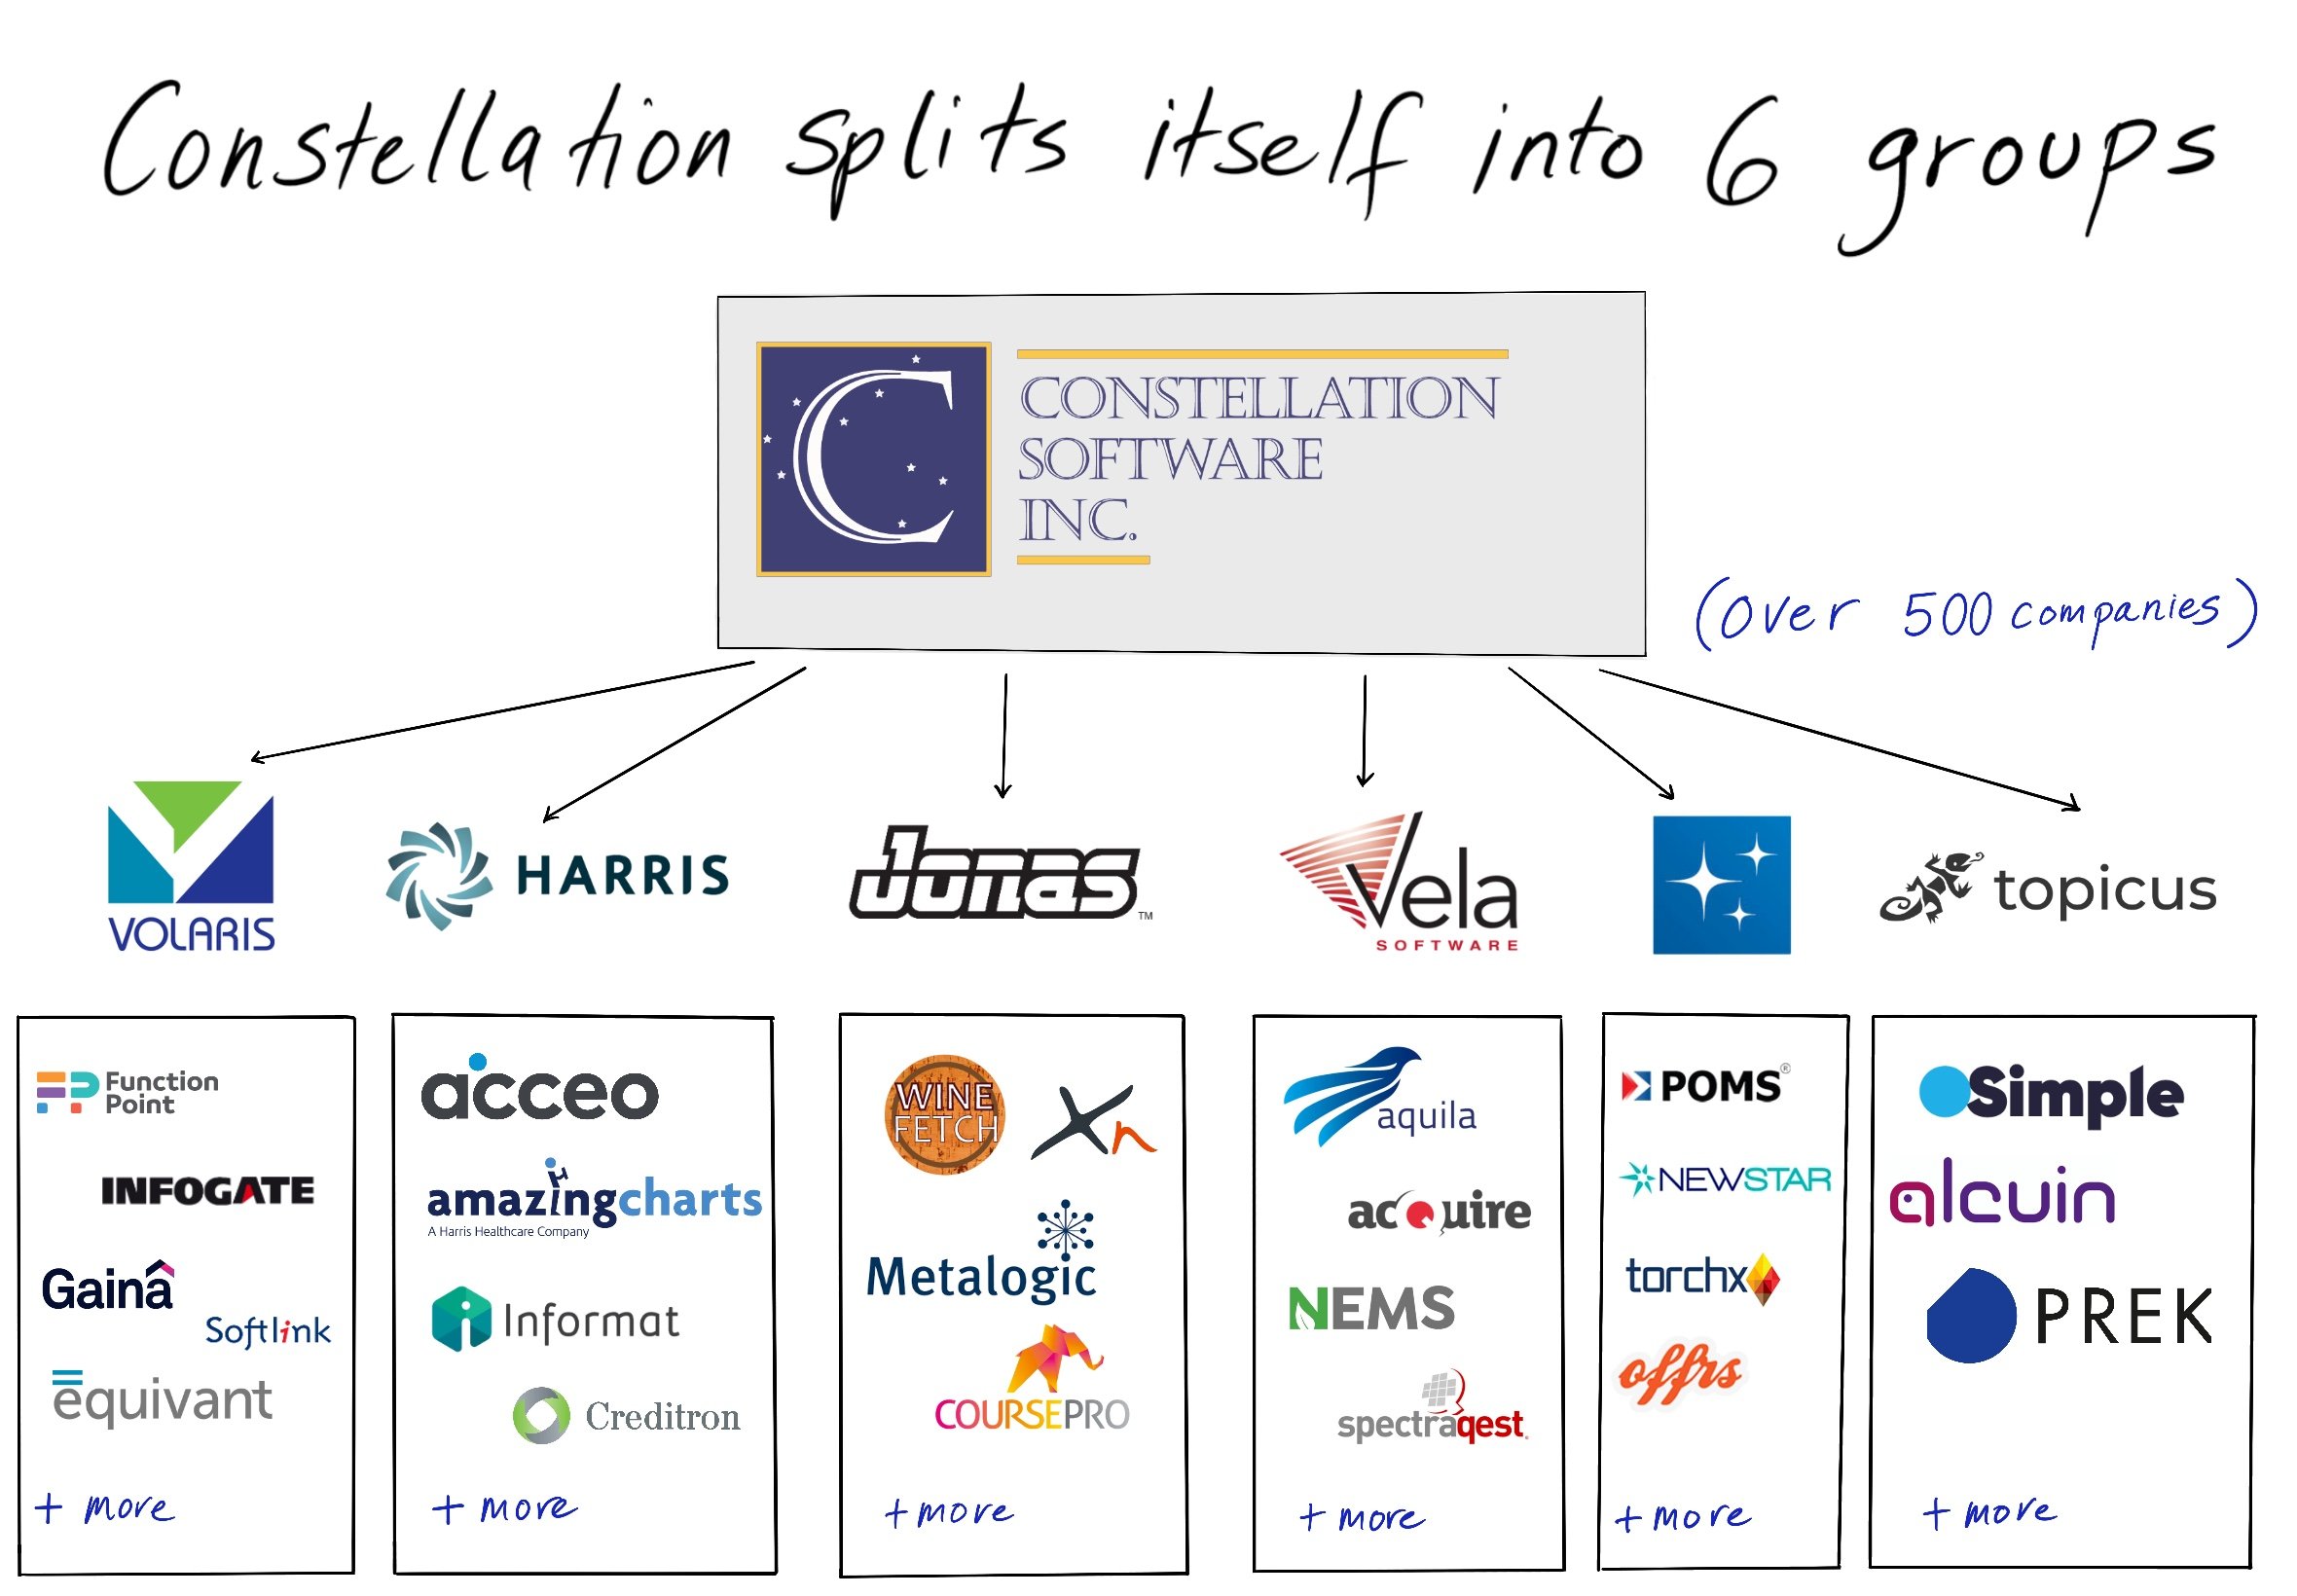 Constellation splits itself into 6 groups
CONSTELLATION
SOFTWARE
INC.
(Over 500 companies)
VOLARIS
HARRIS
Jonas™
Vela
SOFTWARE
topicus
Function
Point
INFOGATE
Gaina
Softlink
equivant
+ more
acceo
amazingcharts
A Harris Healthcare Company
Informat
Creditron
+ more
WINE
FETCH
Xn
Metalogic
COURSEPRO
+ more
aquila
acQuire
NEMS
spectraqest
+ more
POMS®
NEWSTAR
torchx
offrs
+ more
Simple
alcuin
PREK
+ more